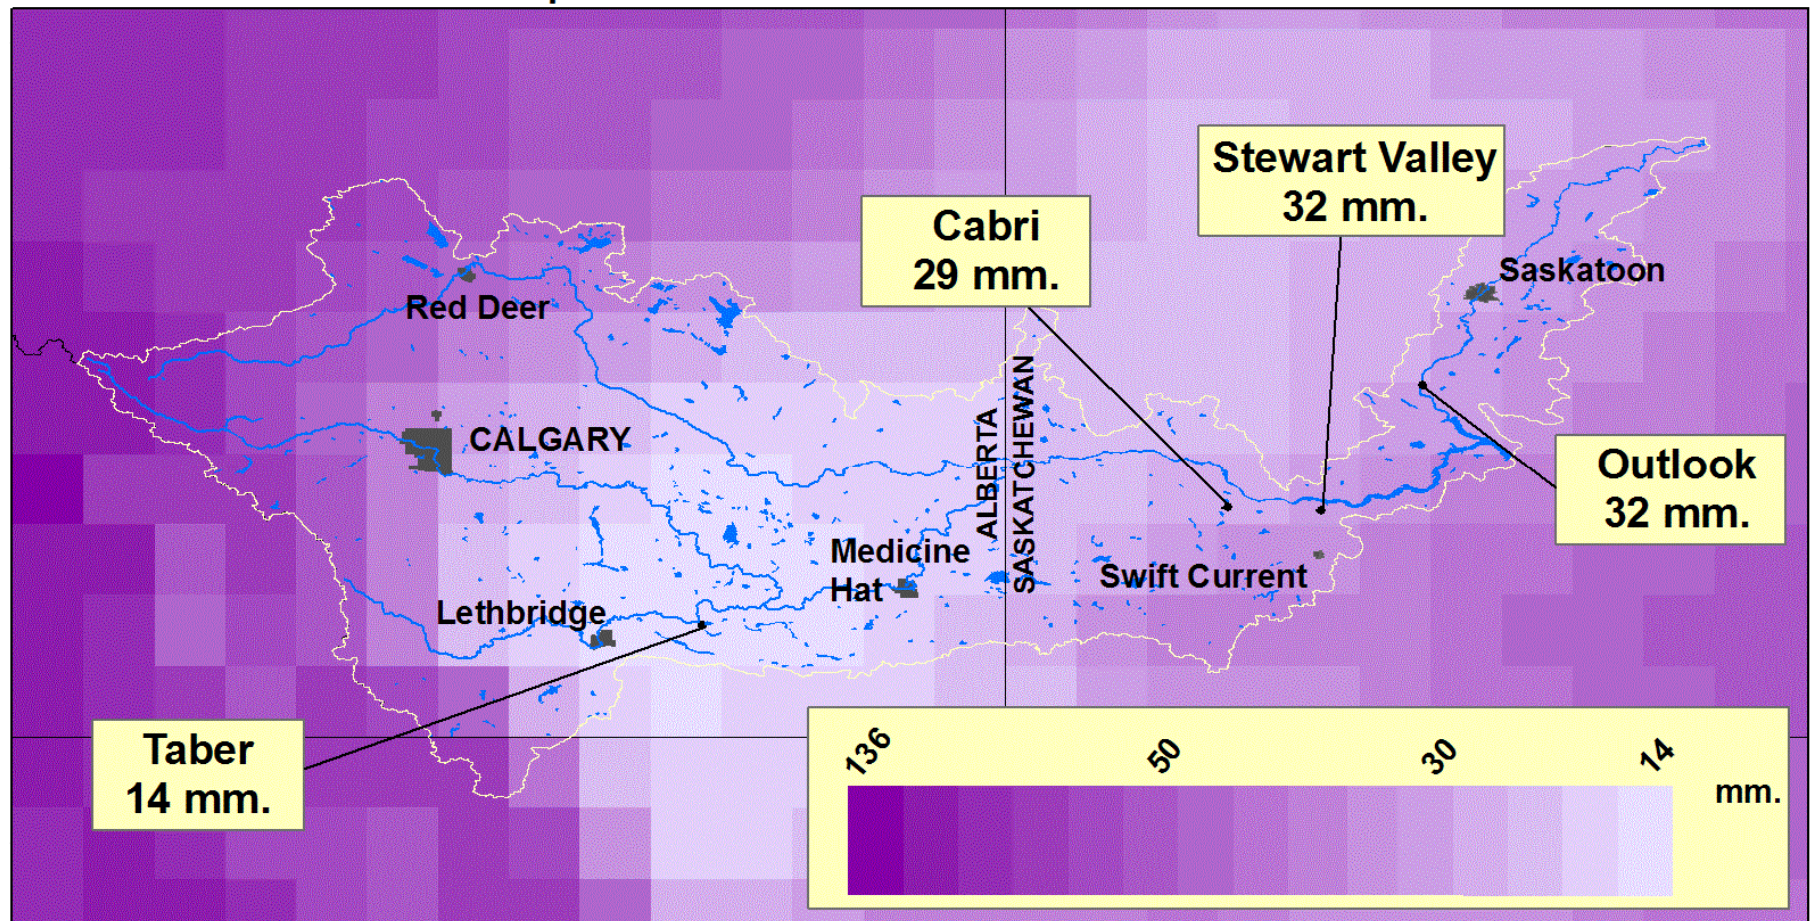 Stewart Valley
32 mm.
Cabri
29 mm.
Saskatoon
Red Deer
CALGARY
ALBERTA
SASKATCHEWAN
Outlook
32 mm.
Medicine
Hat
Swift Current
Lethbridge
Taber
14 mm.
136
50
30
14
mm.